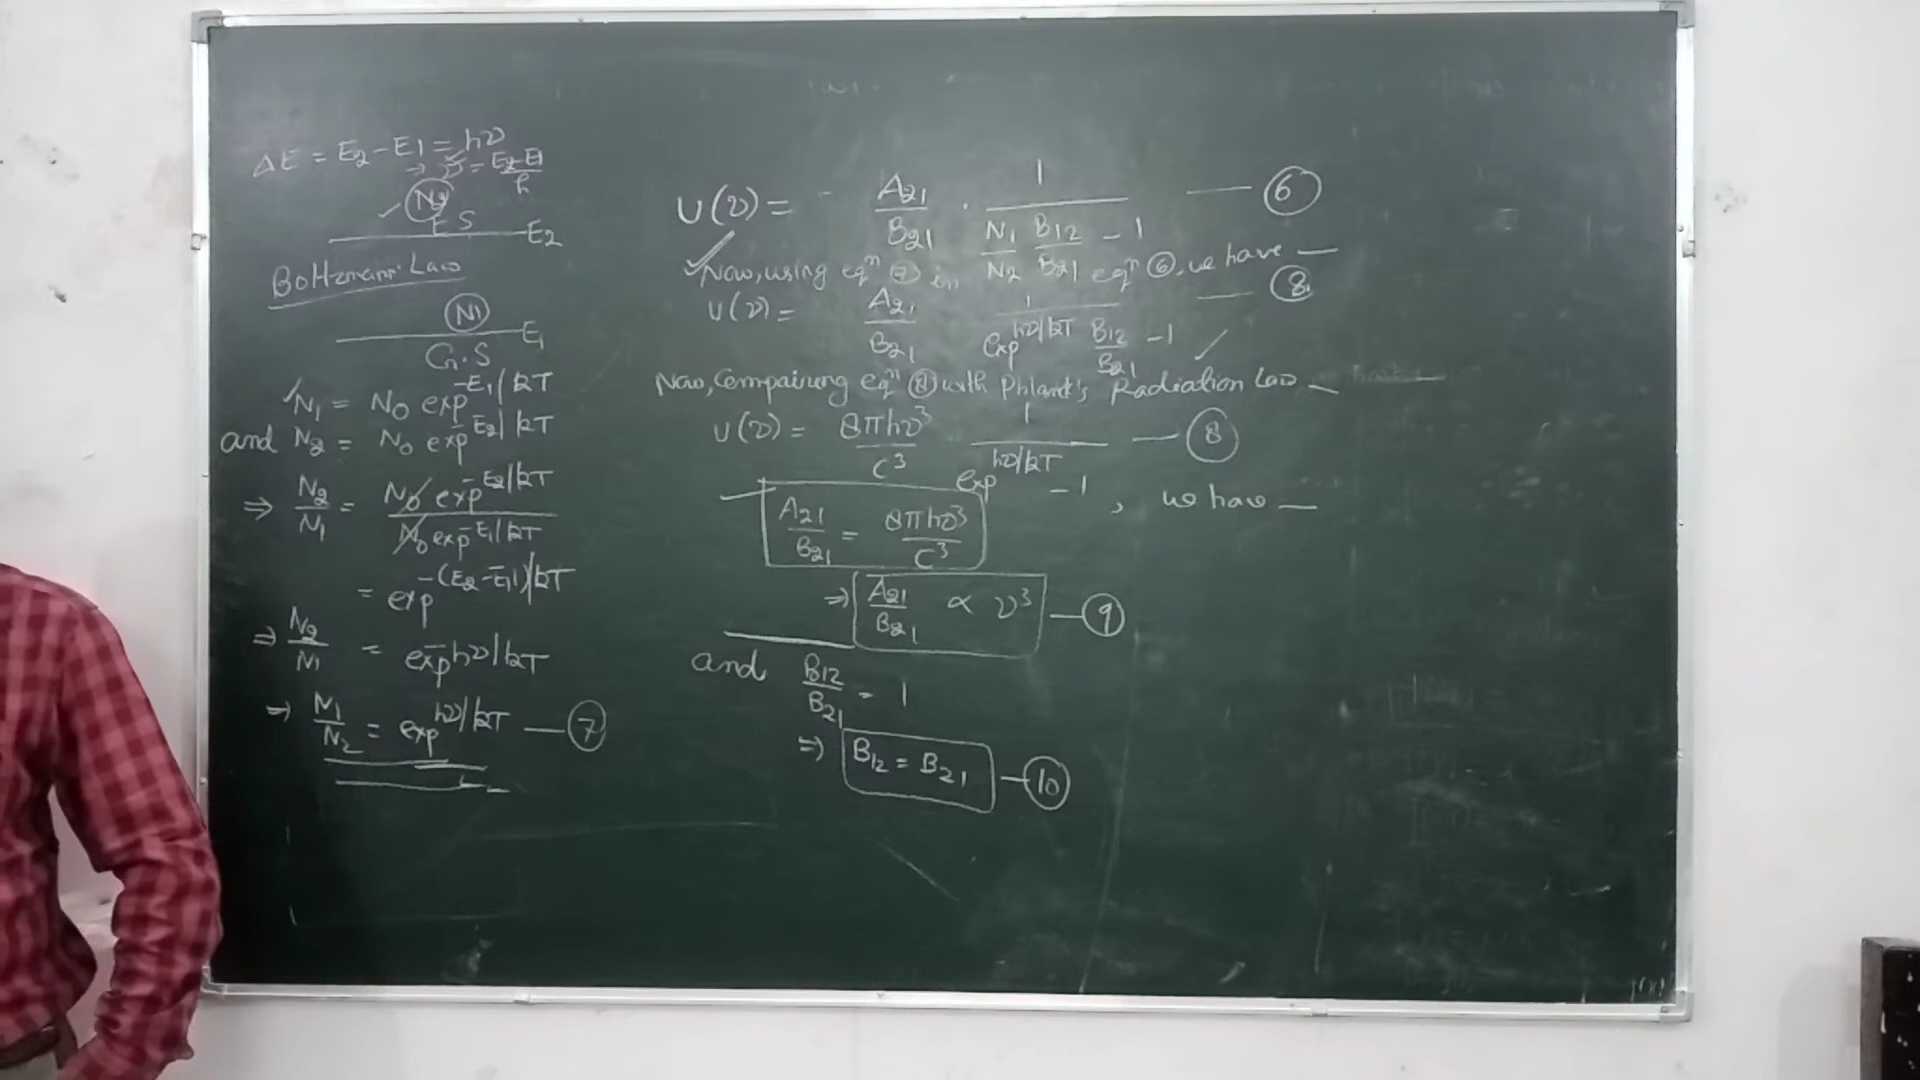 ΔE = E2 - E1 = hν
⇒ ν = E2-E1/h
N2
E S E2
Boltzmann Law
N1
E1
G.S
N1 = N0 exp^-E1/kT
and N2 = N0 exp^-E2/kT
⇒ N2/N1 = N0 exp^-E2/kT / N0 exp^-E1/kT
= exp^-(E2-E1)/kT
⇒ N2/N1 = exp^-hν/kT
⇒ N1/N2 = exp^hν/kT — 7
U(ν) = A21/B21 . 1 / N1/N2 B12/B21 - 1 — 6
Now, using eqn 7 in eqn 6, we have —
U(ν) = A21/B21 1 / exp^hν/kT B12/B21 - 1 — 8
Now, Compairing eqn 8 with Phlank's Radiation Law —
U(ν) = 8πhν³/C³ 1 / exp^hν/kT - 1 — 8
, we have —
A21/B21 = 8πhν³/C³
⇒ A21/B21 ∝ ν³ — 9
and B12/B21 = 1
⇒ B12 = B21 — 10